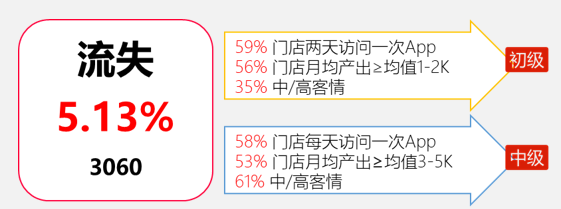 流失
5.13%
3060
59% 门店两天访问一次App
56% 门店月均产出≥均值1-2K
35% 中/高客情
初级
58% 门店每天访问一次App
53% 门店月均产出≥均值3-5K
61% 中/高客情
中级